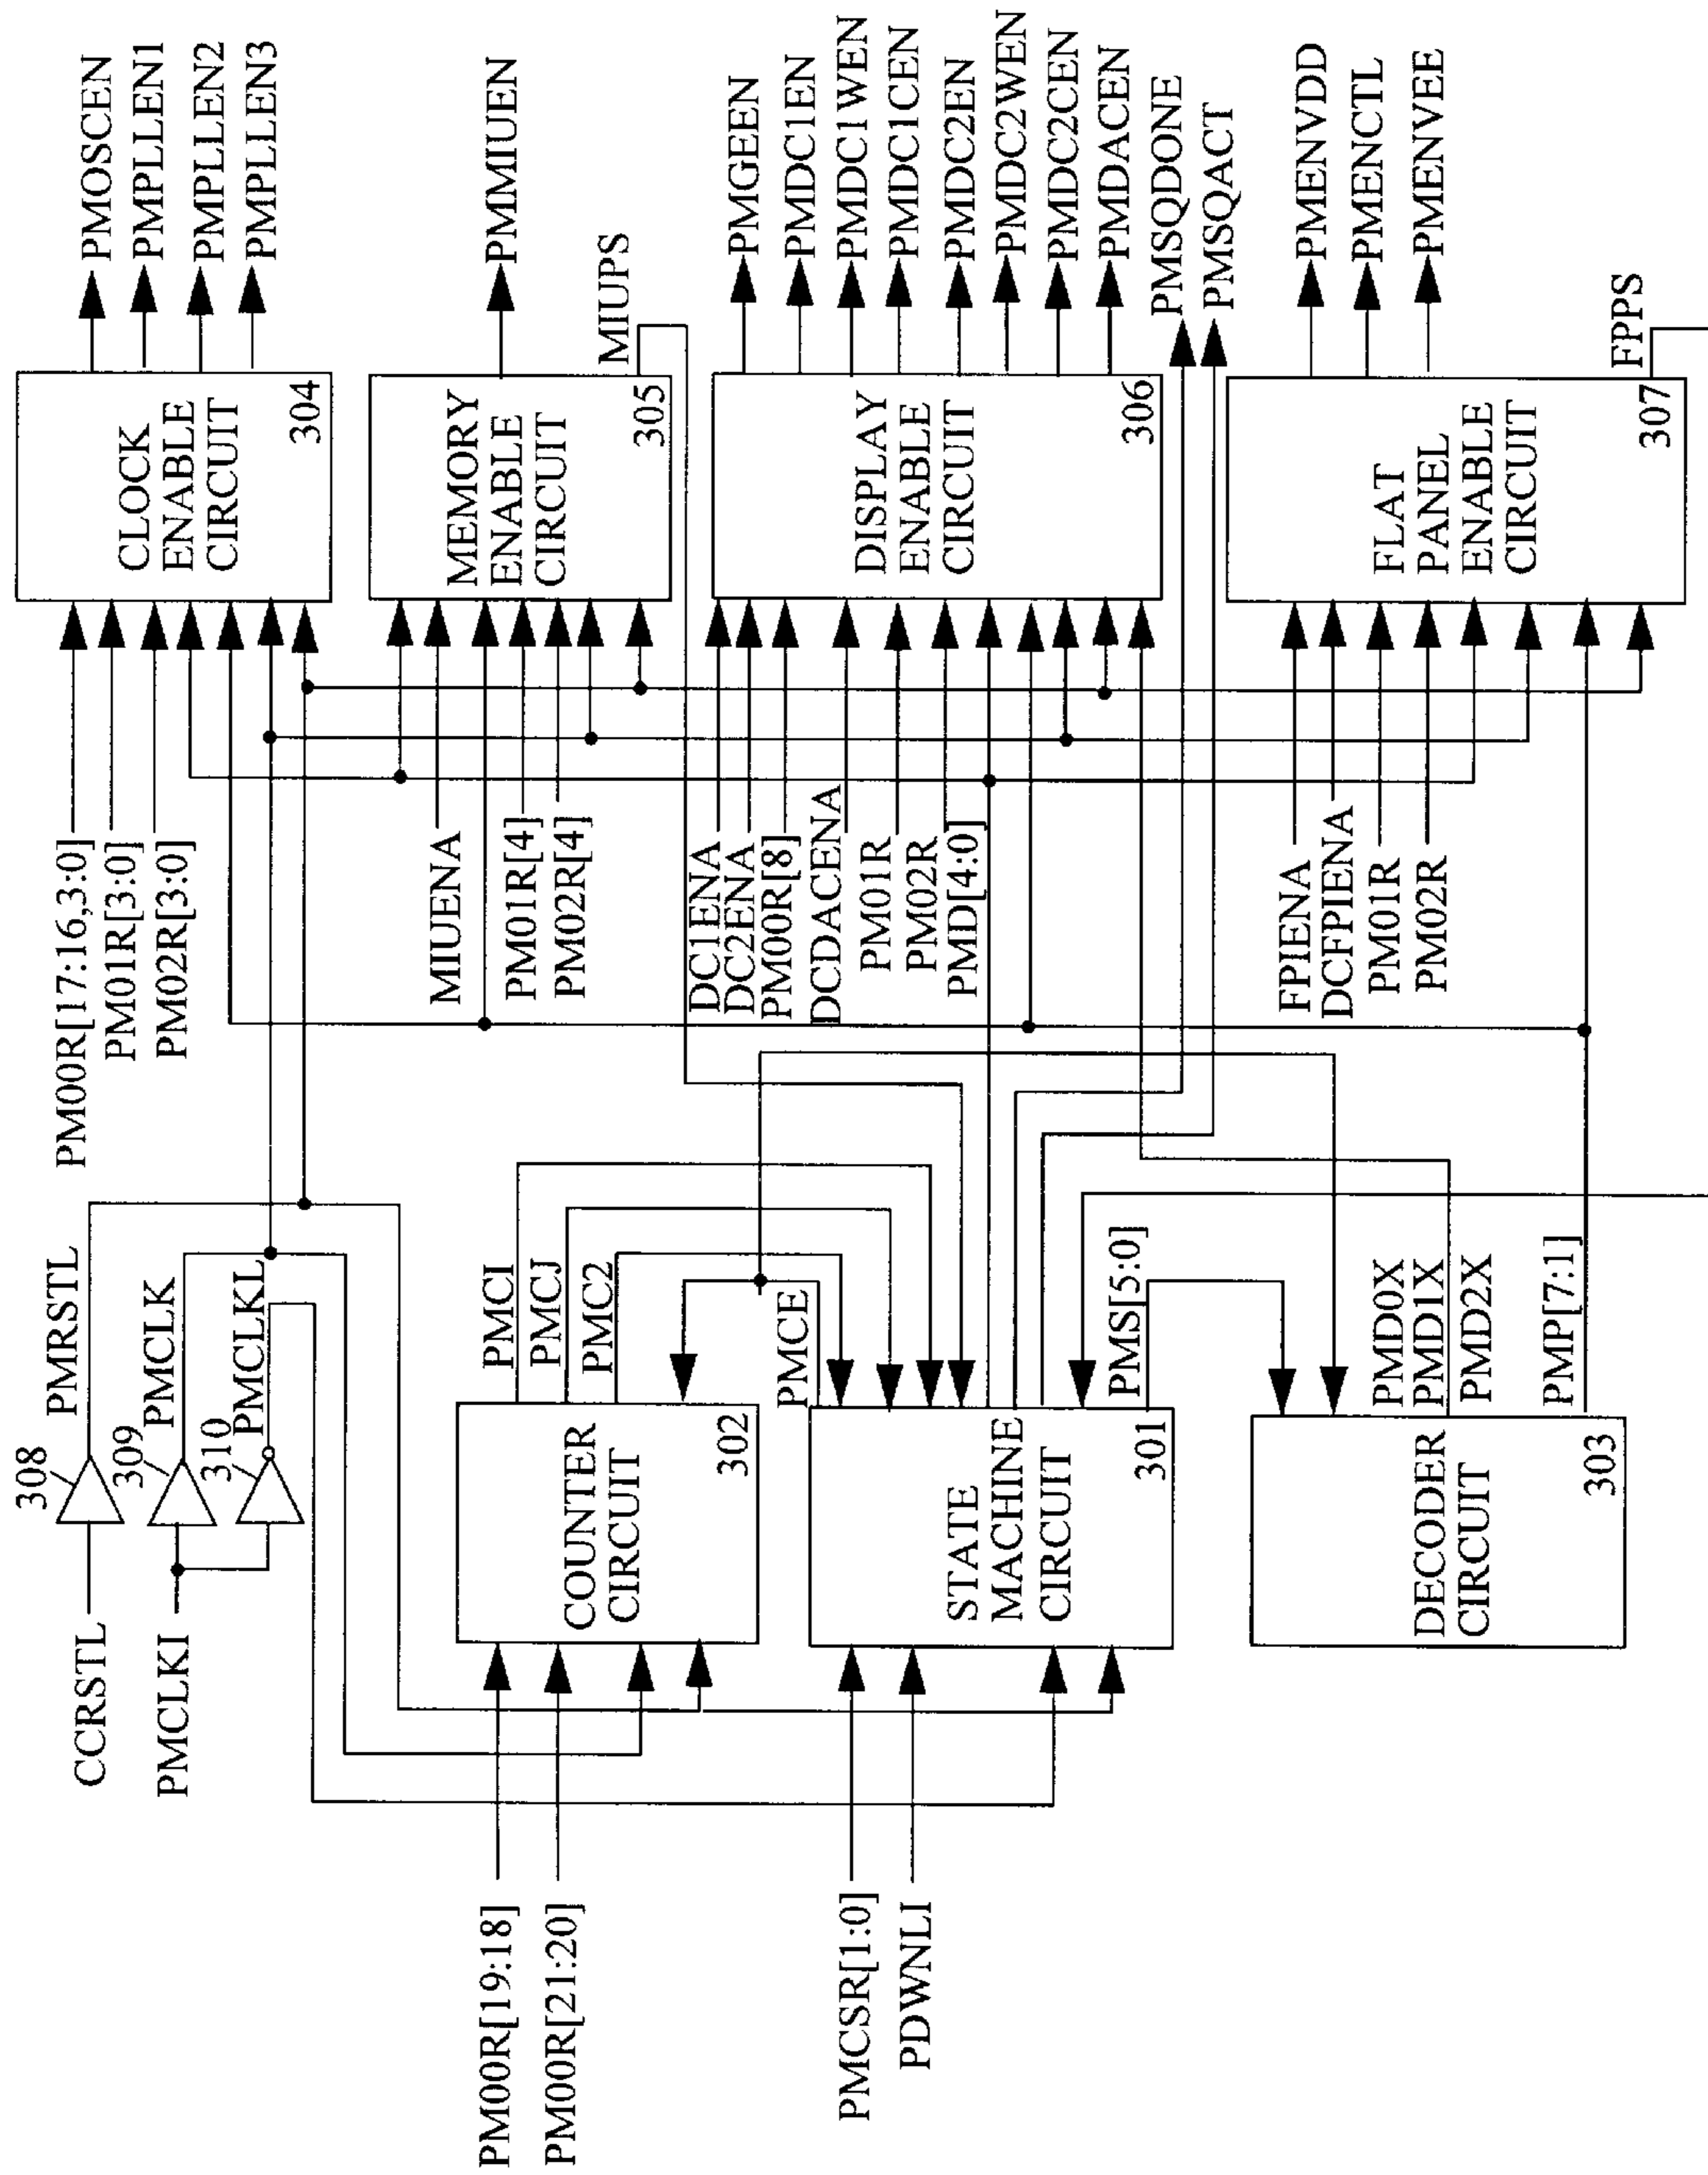 308
PMRSTL
CCRSTL
309
PMCLK
PMCLKI
310
PMCLKL
PM00R[17:16,3:0]
PM01R[3:0]
PM02R[3:0]
CLOCK
ENABLE
CIRCUIT
304
PMOSCEN
PMPLLEN1
PMPLLEN2
PMPLLEN3
PM00R[19:18]
PM00R[21:20]
COUNTER
CIRCUIT
302
PMCI
PMCJ
PMC2
MIUENA
PM01R[4]
PM02R[4]
MEMORY
ENABLE
CIRCUIT
305
PMMIUEN
MIUPS
PMCSR[1:0]
PDWNLI
STATE
MACHINE
CIRCUIT
301
PMCE
PMS[5:0]
DC1ENA
DC2ENA
PM00R[8]
DCDACENA
PM01R
PM02R
PMD[4:0]
DISPLAY
ENABLE
CIRCUIT
306
PMGEEN
PMDC1EN
PMDC1WEN
PMDC1CEN
PMDC2EN
PMDC2WEN
PMDC2CEN
PMDACEN
PMSQDONE
PMSQACT
DECODER
CIRCUIT
303
PMD0X
PMD1X
PMD2X
PMP[7:1]
FPIENA
DCFPIENA
PM01R
PM02R
FLAT
PANEL
ENABLE
CIRCUIT
307
PMENVDD
PMENCTL
PMENVEE
FPPS